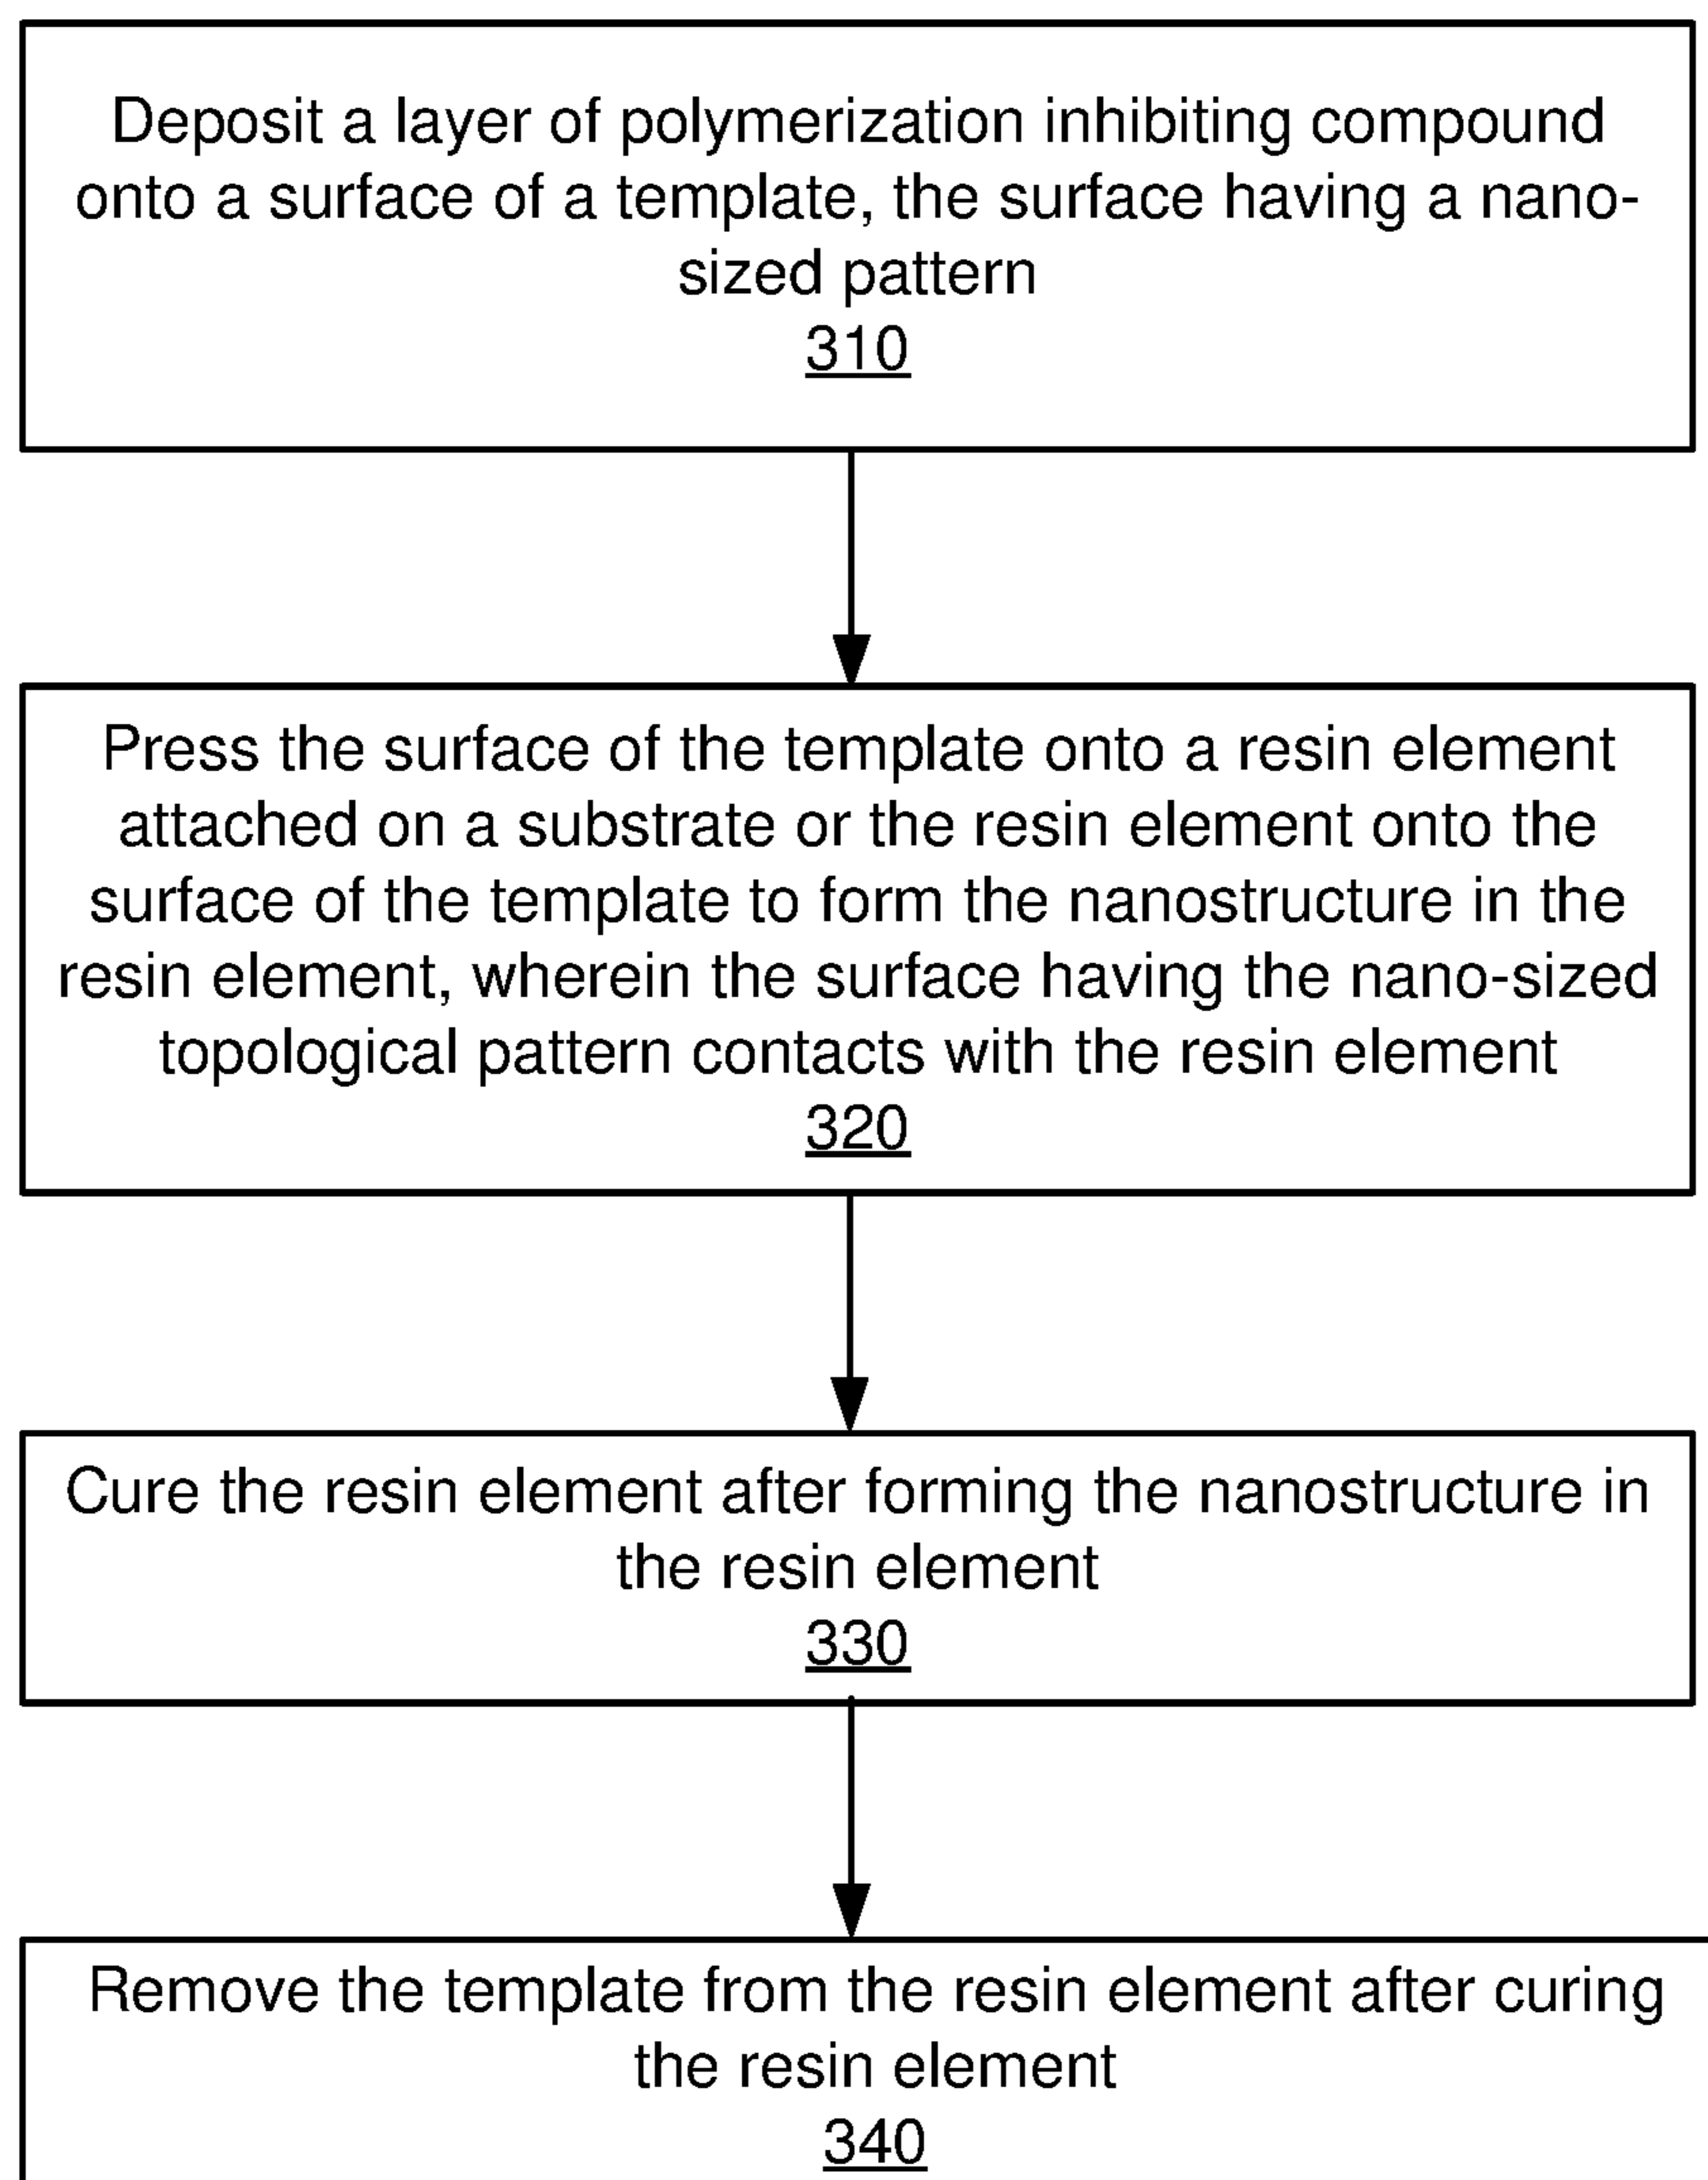 Deposit a layer of polymerization inhibiting compound
onto a surface of a template, the surface having a nano-
sized pattern
310
Press the surface of the template onto a resin element
attached on a substrate or the resin element onto the
surface of the template to form the nanostructure in the
resin element, wherein the surface having the nano-sized
topological pattern contacts with the resin element
320
Cure the resin element after forming the nanostructure in
the resin element
330
Remove the template from the resin element after curing
the resin element
340